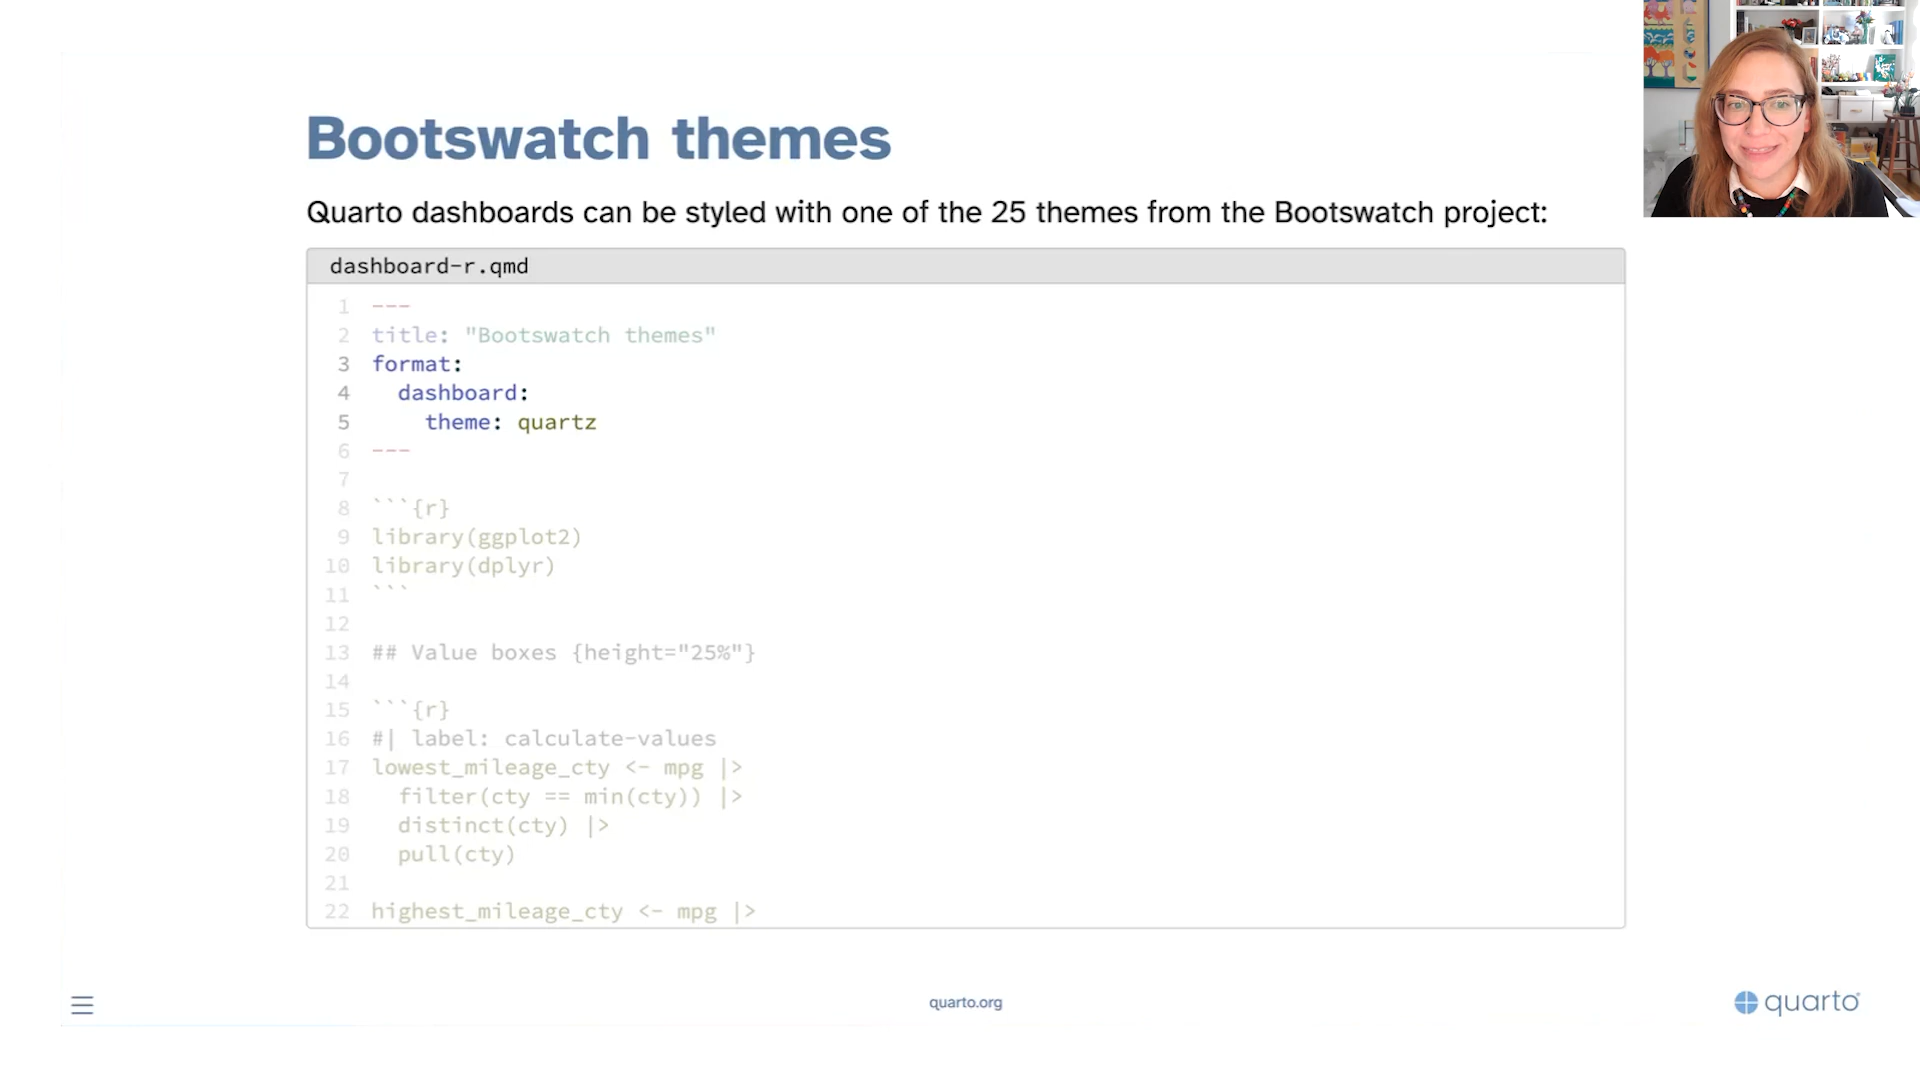 Bootswatch themes
Quarto dashboards can be styled with one of the 25 themes from the Bootswatch project:
dashboard-r.qmd
1 ---
2 title: "Bootswatch themes"
3 format:
4   dashboard:
5     theme: quartz
6 ---
7
8 ```{r}
9 library(ggplot2)
10 library(dplyr)
11 ```
12
13 ## Value boxes {height="25%"}
14
15 ```{r}
16 #| label: calculate-values
17 lowest_mileage_cty <- mpg |>
18   filter(cty == min(cty)) |>
19   distinct(cty) |>
20   pull(cty)
21
22 highest_mileage_cty <- mpg |>
quarto.org
quarto